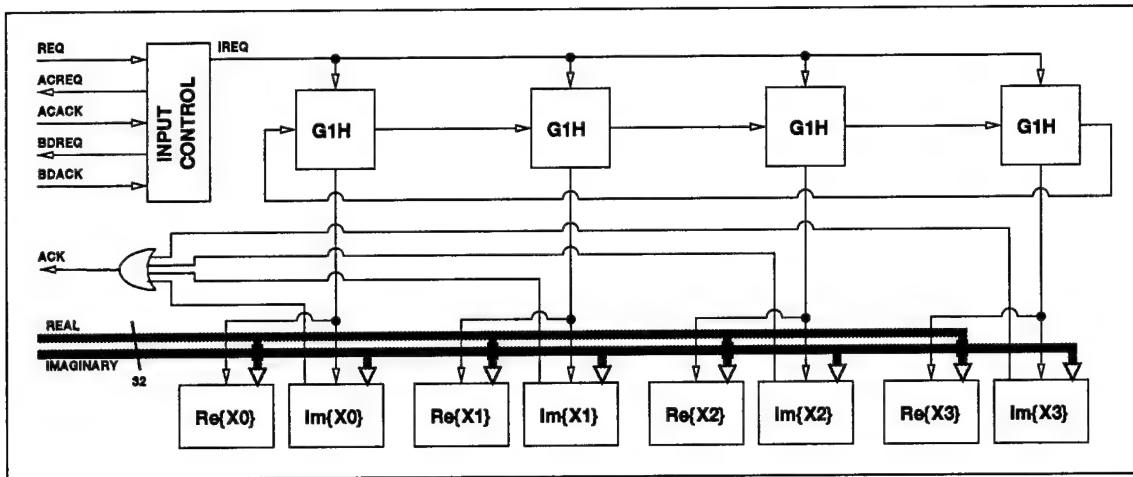 REQ
IREQ
ACREQ
ACACK
BDREQ
BDACK
INPUT
CONTROL
G1H
G1H
G1H
G1H
ACK
REAL
IMAGINARY
32
Re{X0}
Im{X0}
Re{X1}
Im{X1}
Re{X2}
Im{X2}
Re{X3}
Im{X3}